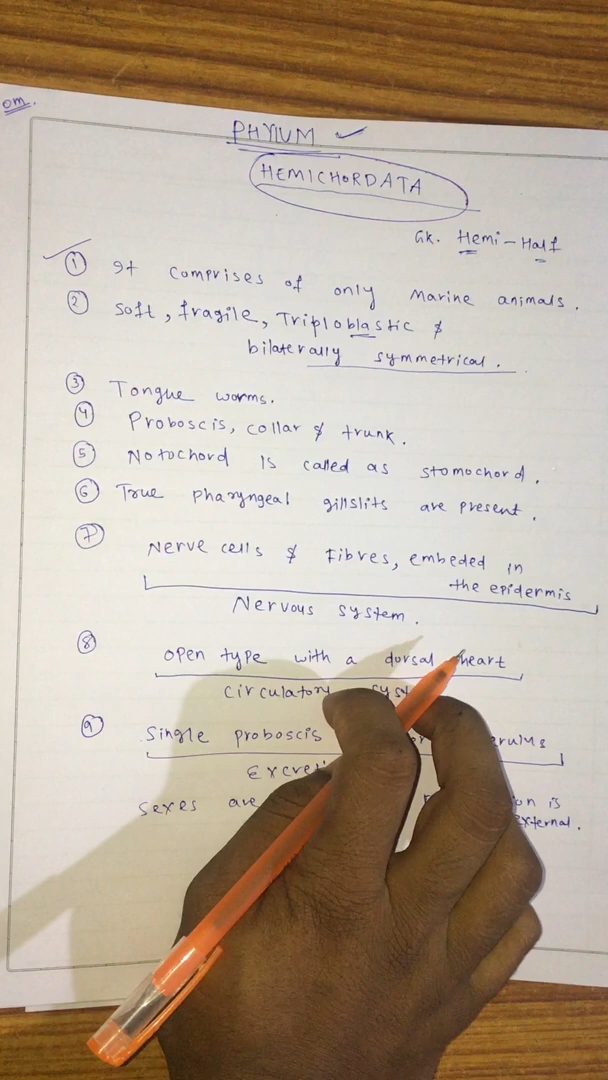 om.
PHYlUM
HEMICHORDATA
Gk. Hemi - Half
① It comprises of only Marine animals.
② Soft, fragile, Triploblastic &
bilaterally symmetrical.
③ Tongue worms.
④ Proboscis, collar & trunk.
⑤ Notochord is called as stomochord.
⑥ True pharyngeal gillslits are present.
⑦ Nerve cells & Fibres, embeded in
the epidermis
Nervous system.
⑧ Open type with a dorsal heart
circulatory
⑨ Single proboscis
Sexes are
is
external.